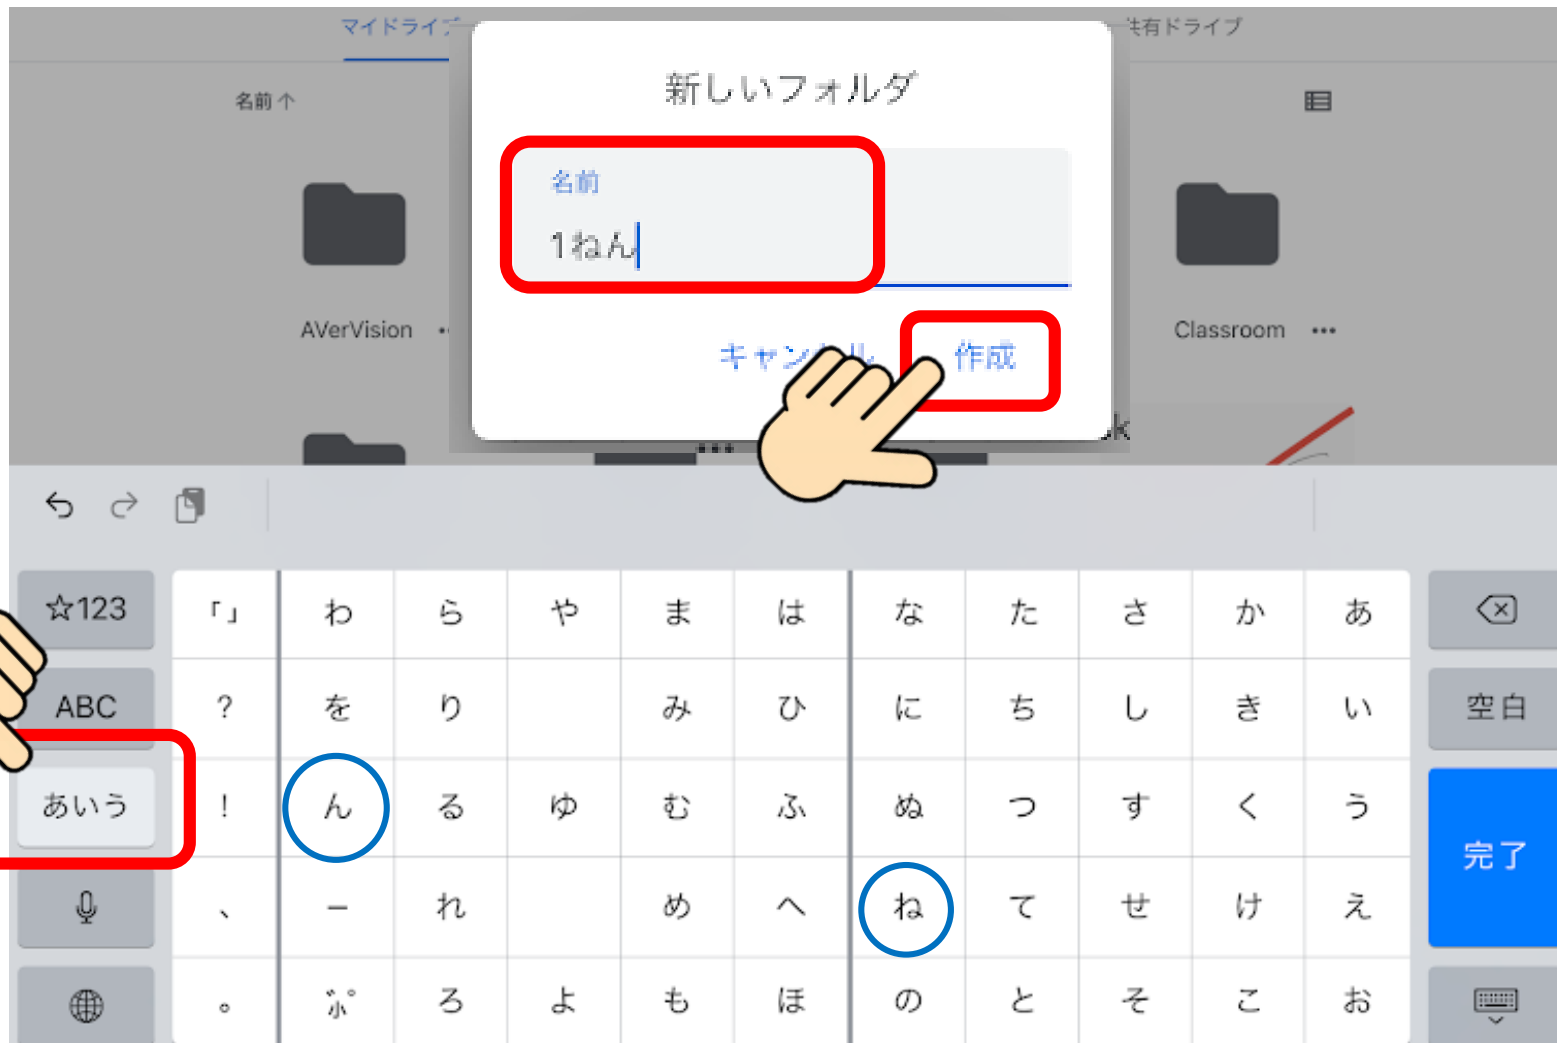 マイドライブ
共有ドライブ
名前 ↑
新しいフォルダ
名前
1ねん
キャンセル 作成
AVerVision •••
Classroom •••
☆123 「」 わ ら や ま は な た さ か あ
ABC ? を り み ひ に ち し き い 空白
あいう ! ん る ゆ む ふ ぬ つ す く う
完了
、 ー れ め へ ね て せ け え
。 ゛゜小 ろ よ も ほ の と そ こ お